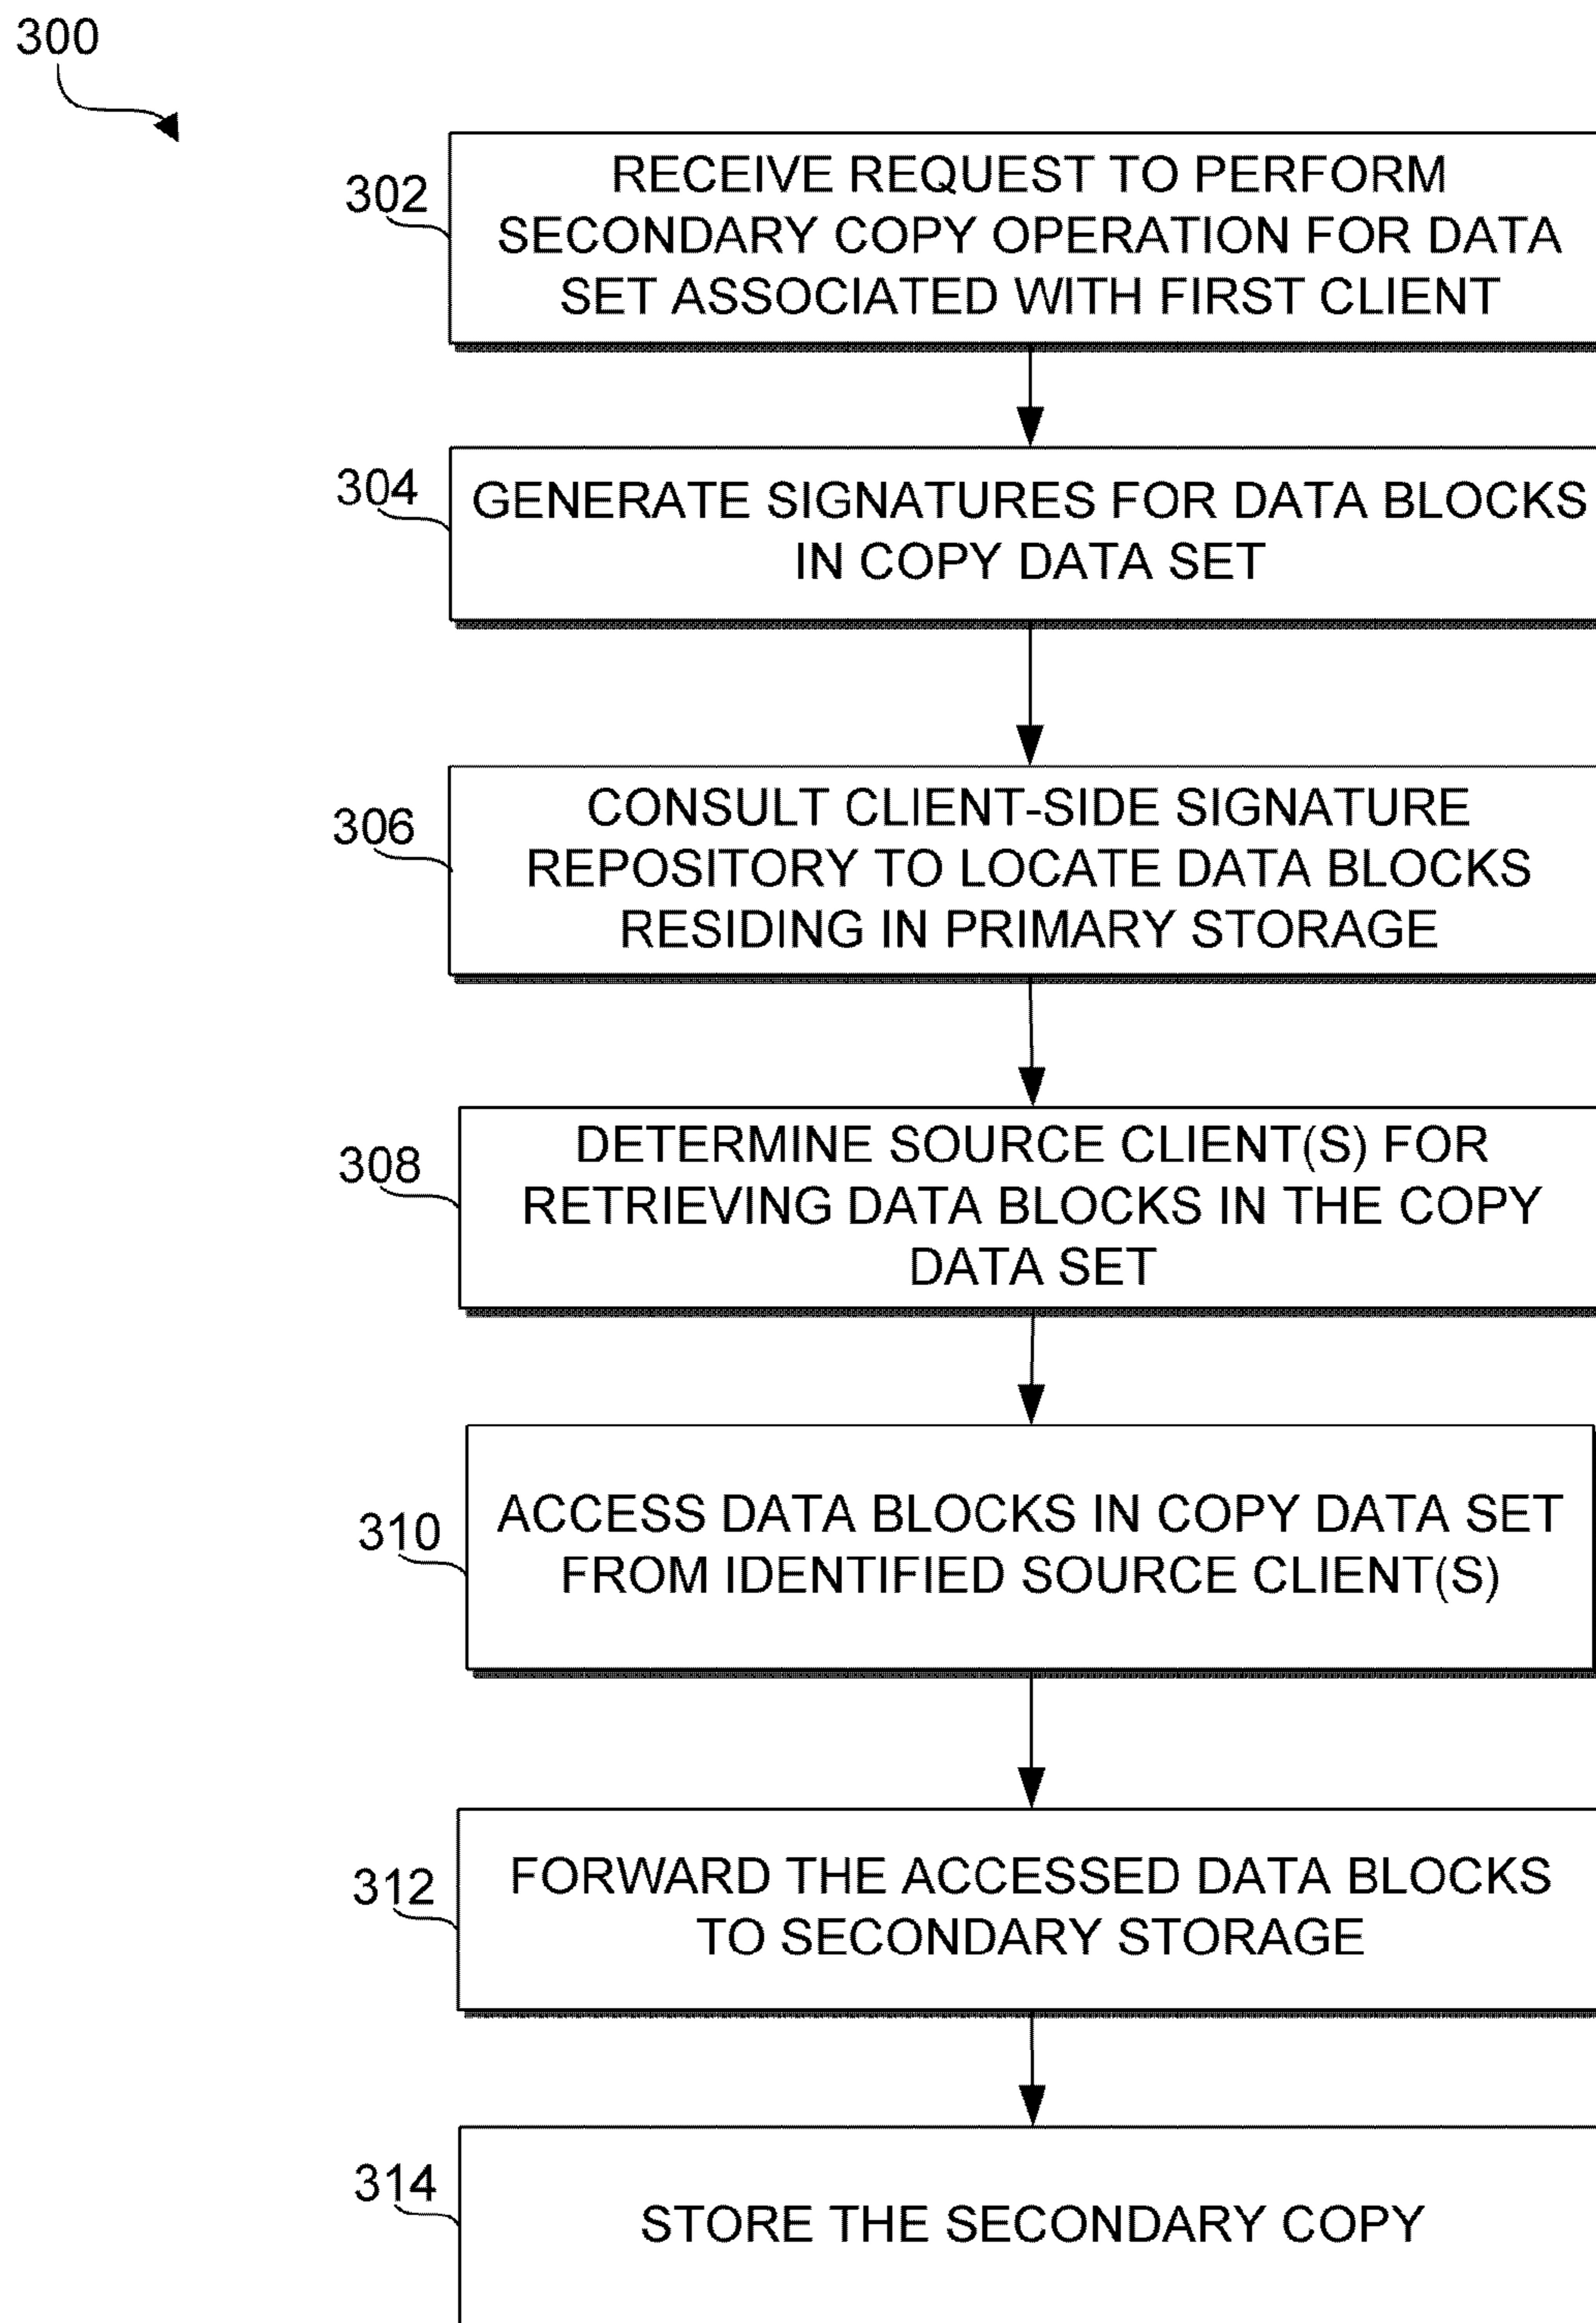 300
302
RECEIVE REQUEST TO PERFORM
SECONDARY COPY OPERATION FOR DATA
SET ASSOCIATED WITH FIRST CLIENT
304
GENERATE SIGNATURES FOR DATA BLOCKS
IN COPY DATA SET
306
CONSULT CLIENT-SIDE SIGNATURE
REPOSITORY TO LOCATE DATA BLOCKS
RESIDING IN PRIMARY STORAGE
308
DETERMINE SOURCE CLIENT(S) FOR
RETRIEVING DATA BLOCKS IN THE COPY
DATA SET
310
ACCESS DATA BLOCKS IN COPY DATA SET
FROM IDENTIFIED SOURCE CLIENT(S)
312
FORWARD THE ACCESSED DATA BLOCKS
TO SECONDARY STORAGE
314
STORE THE SECONDARY COPY